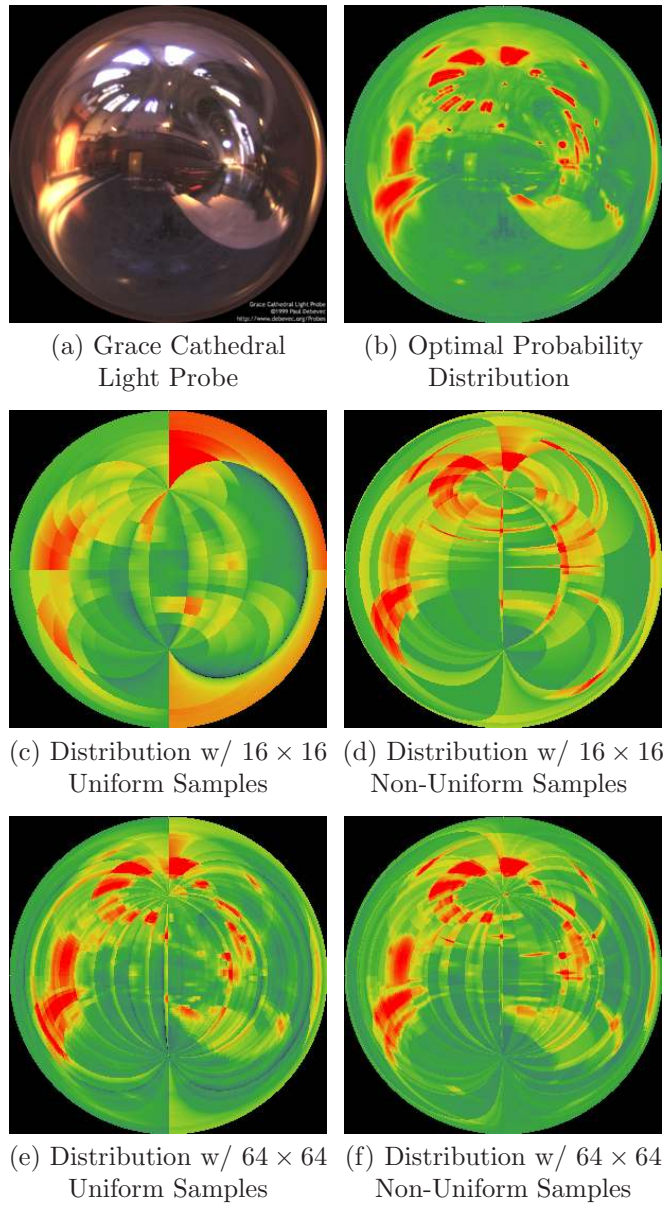 Grace Cathedral Light Probe
©1999 Paul Debevec
http://www.debevec.org/Probes
(a) Grace Cathedral
Light Probe
(b) Optimal Probability
Distribution
(c) Distribution w/ 16 × 16
Uniform Samples
(d) Distribution w/ 16 × 16
Non-Uniform Samples
(e) Distribution w/ 64 × 64
Uniform Samples
(f) Distribution w/ 64 × 64
Non-Uniform Samples